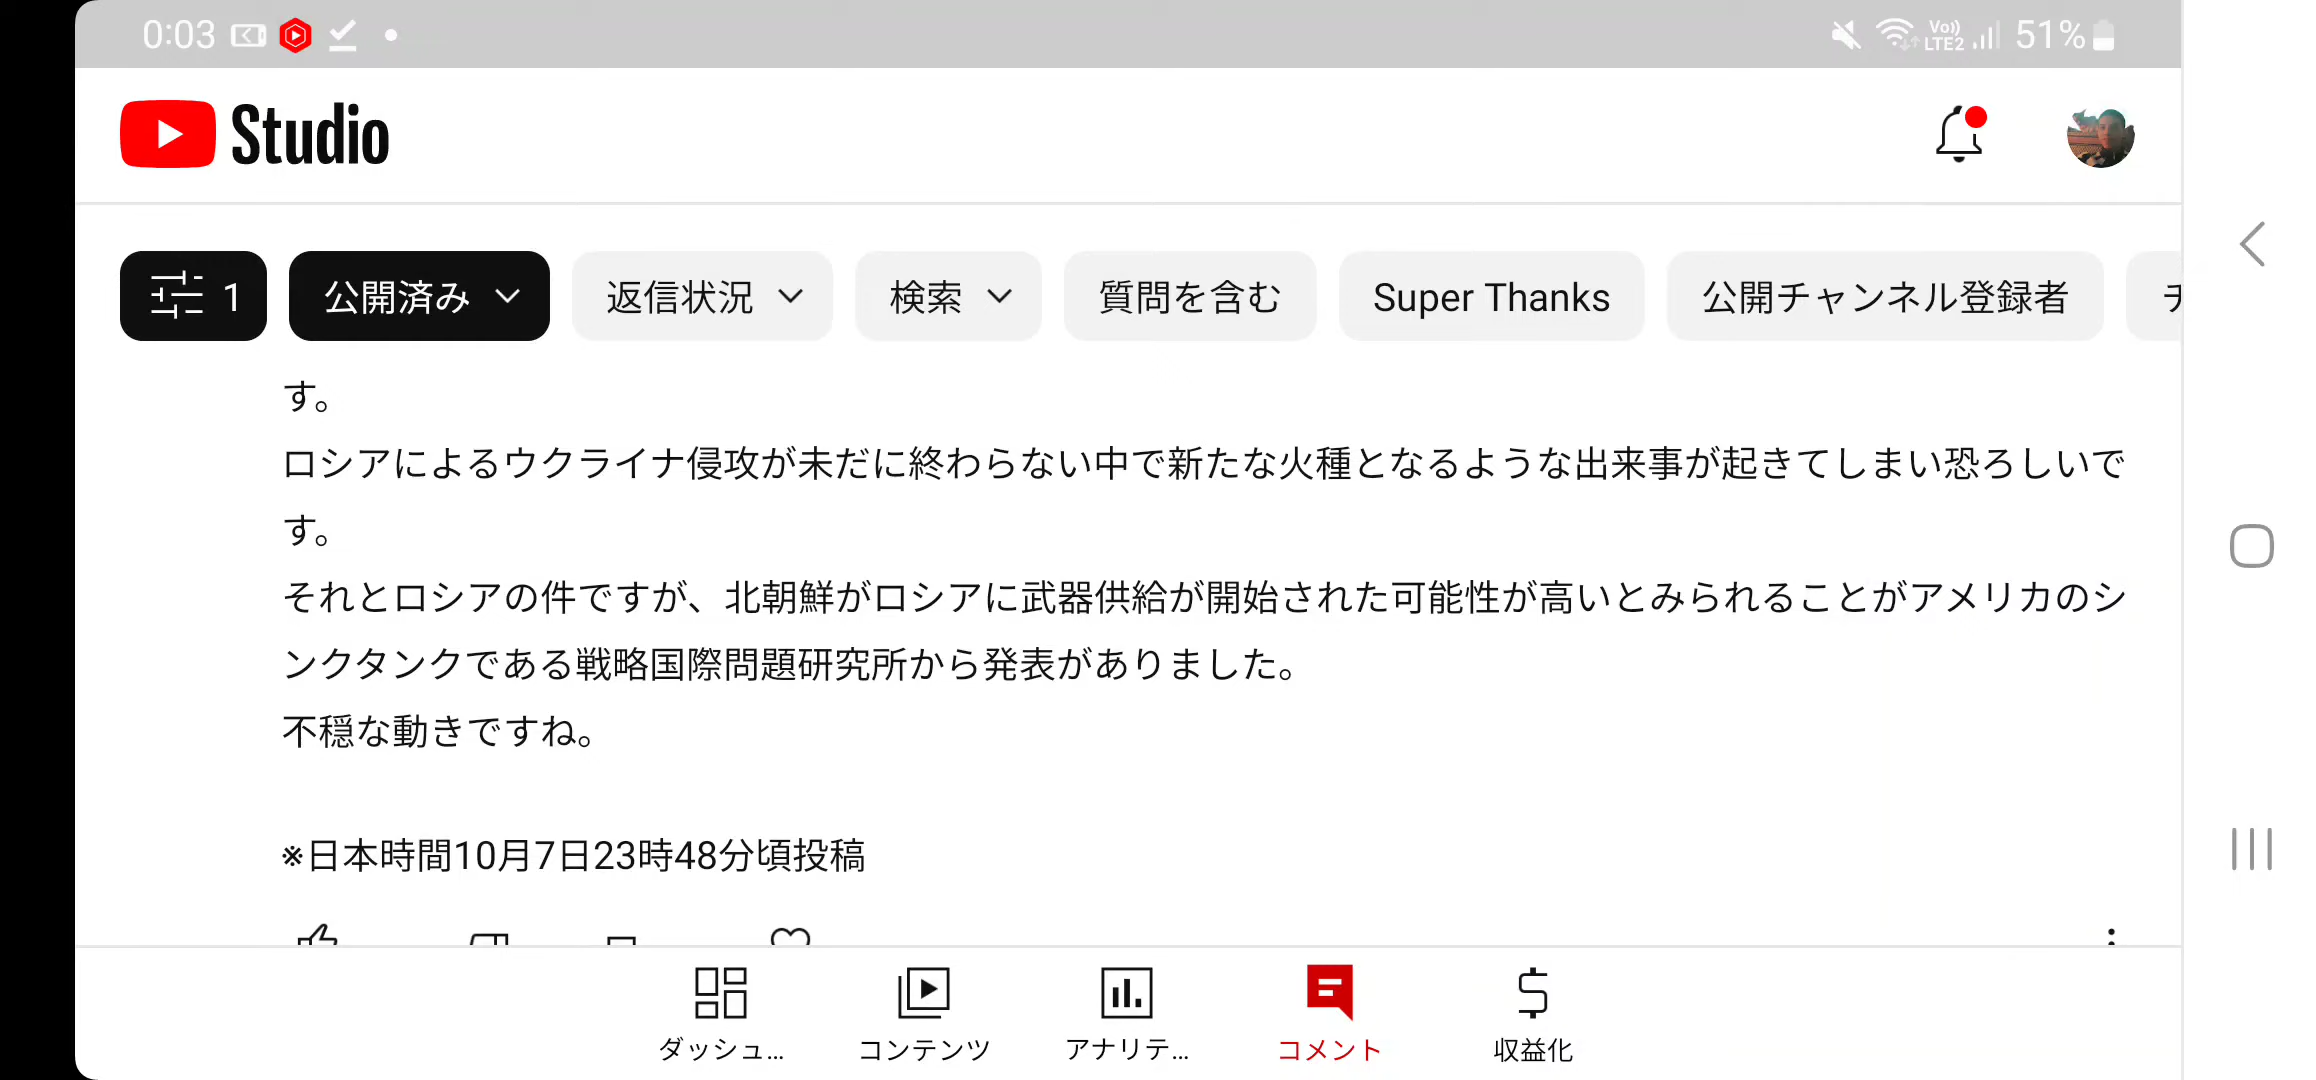 0:03
Vo)) LTE2 51%
Studio
1 公開済み 返信状況 検索 質問を含む Super Thanks 公開チャンネル登録者
す。
ロシアによるウクライナ侵攻が未だに終わらない中で新たな火種となるような出来事が起きてしまい恐ろしいで
す。
それとロシアの件ですが、北朝鮮がロシアに武器供給が開始された可能性が高いとみられることがアメリカのシ
ンクタンクである戦略国際問題研究所から発表がありました。
不穏な動きですね。
※日本時間10月7日23時48分頃投稿
ダッシュ... コンテンツ アナリテ... コメント 収益化